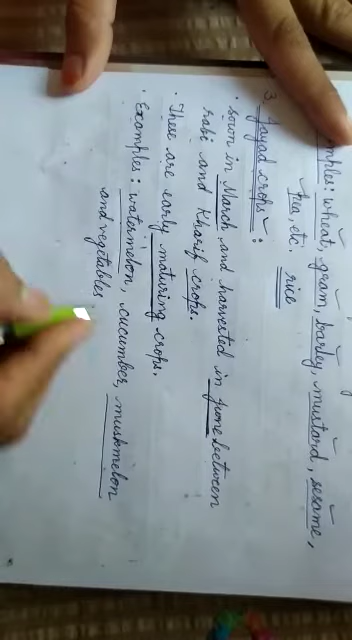 mples: wheat, gram, barley, mustard, sesame,
Pea, etc. rice
3. Jayad crops:
• sown in March and harvested in june between
rabi and Kharif crops.
• These are early maturing crops.
• Examples: watermelon, cucumber, muskmelon
and vegetables